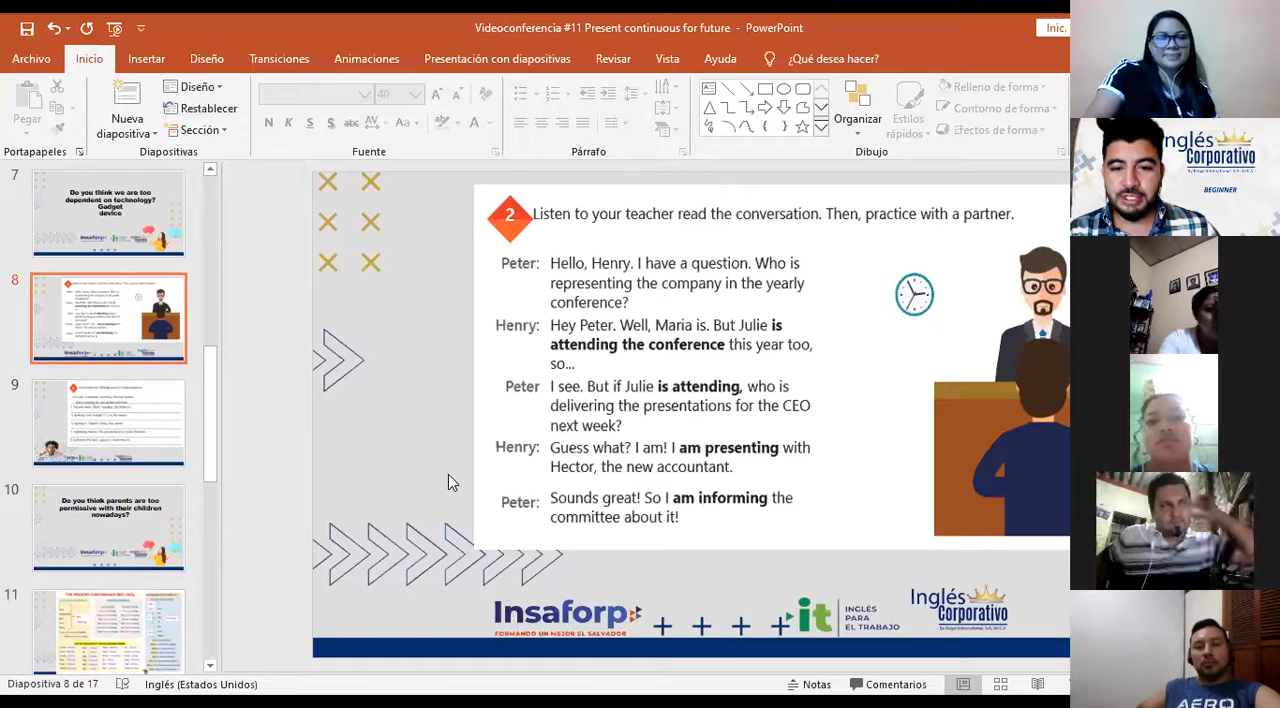 Videoconferencia #11 Present continuous for future - PowerPoint
Inic.
Archivo Inicio Insertar Diseño Transiciones Animaciones Presentación con diapositivas Revisar Vista Ayuda ¿Qué desea hacer?
Pegar
Nueva diapositiva
Diseño
Restablecer
Sección
40
N K S S abc AV Aa A
Organizar
Estilos rápidos
Relleno de forma
Contorno de forma
Efectos de forma
Portapapeles Diapositivas Fuente Párrafo Dibujo
7
Do you think we are too
dependent on technology?
Gadget
device
8
9
10
Do you think parents are too
permissive with their children
nowadays?
11
2 Listen to your teacher read the conversation. Then, practice with a partner.
Peter: Hello, Henry. I have a question. Who is
representing the company in the yearly
conference?
Henry: Hey Peter. Well, Maria is. But Julie is
attending the conference this year too,
so...
Peter I see. But if Julie is attending, who is
delivering the presentations for the CEO
next week?
Henry: Guess what? I am! I am presenting with
Hector, the new accountant.
Peter: Sounds great! So I am informing the
committee about it!
Insaforp
FORMANDO UN MEJOR EL SALVADOR
it
INGLÉS
PARA
EL TRABAJO
Inglés
Corporativo
nglés
Corporativo
BEGINNER
AERO
Diapositiva 8 de 17 Inglés (Estados Unidos) Notas Comentarios